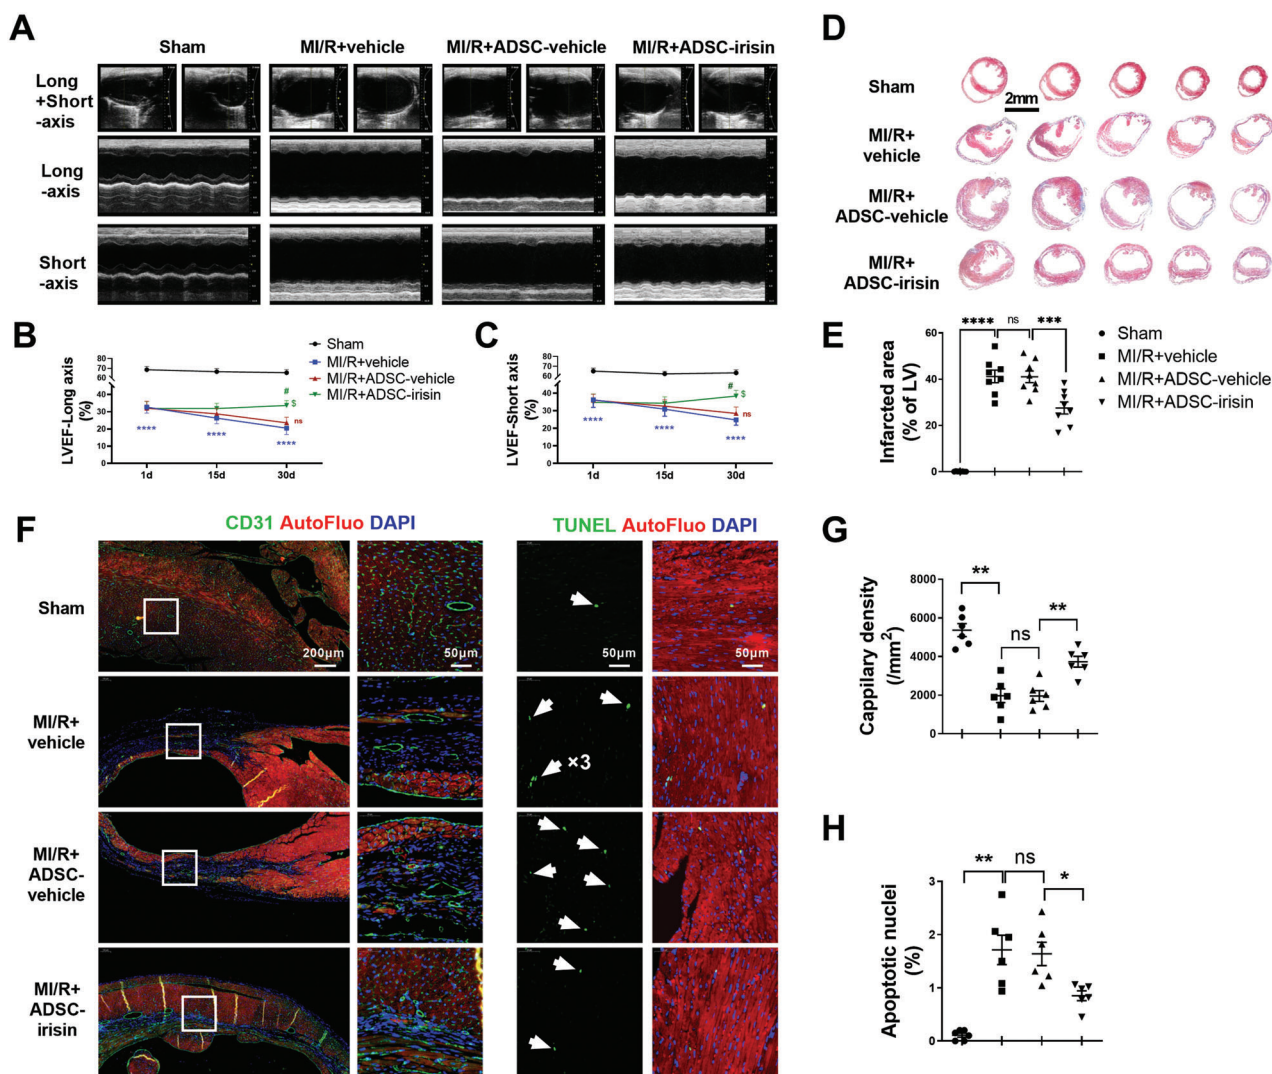 A
Sham
MI/R+vehicle
MI/R+ADSC-vehicle
MI/R+ADSC-irisin
Long
+Short
-axis
Long
-axis
Short
-axis
B
LVEF-Long axis
(%)
80
70
60
40
30
20
10
0
1d
15d
30d
****
****
****
#
$
ns
Sham
MI/R+vehicle
MI/R+ADSC-vehicle
MI/R+ADSC-irisin
C
LVEF-Short axis
(%)
80
70
60
50
40
30
20
10
0
1d
15d
30d
****
****
****
#
$
ns
D
Sham
2mm
MI/R+
vehicle
MI/R+
ADSC-vehicle
MI/R+
ADSC-irisin
E
Infarcted area
(% of LV)
60
40
20
0
****
ns
***
Sham
MI/R+vehicle
MI/R+ADSC-vehicle
MI/R+ADSC-irisin
F
CD31 AutoFluo DAPI
TUNEL AutoFluo DAPI
Sham
200μm
50μm
50μm
50μm
MI/R+
vehicle
×3
MI/R+
ADSC-
vehicle
MI/R+
ADSC-
irisin
G
Cappilary density
(/mm²)
8000
6000
4000
2000
0
**
ns
**
H
Apoptotic nuclei
(%)
3
2
1
0
**
ns
*